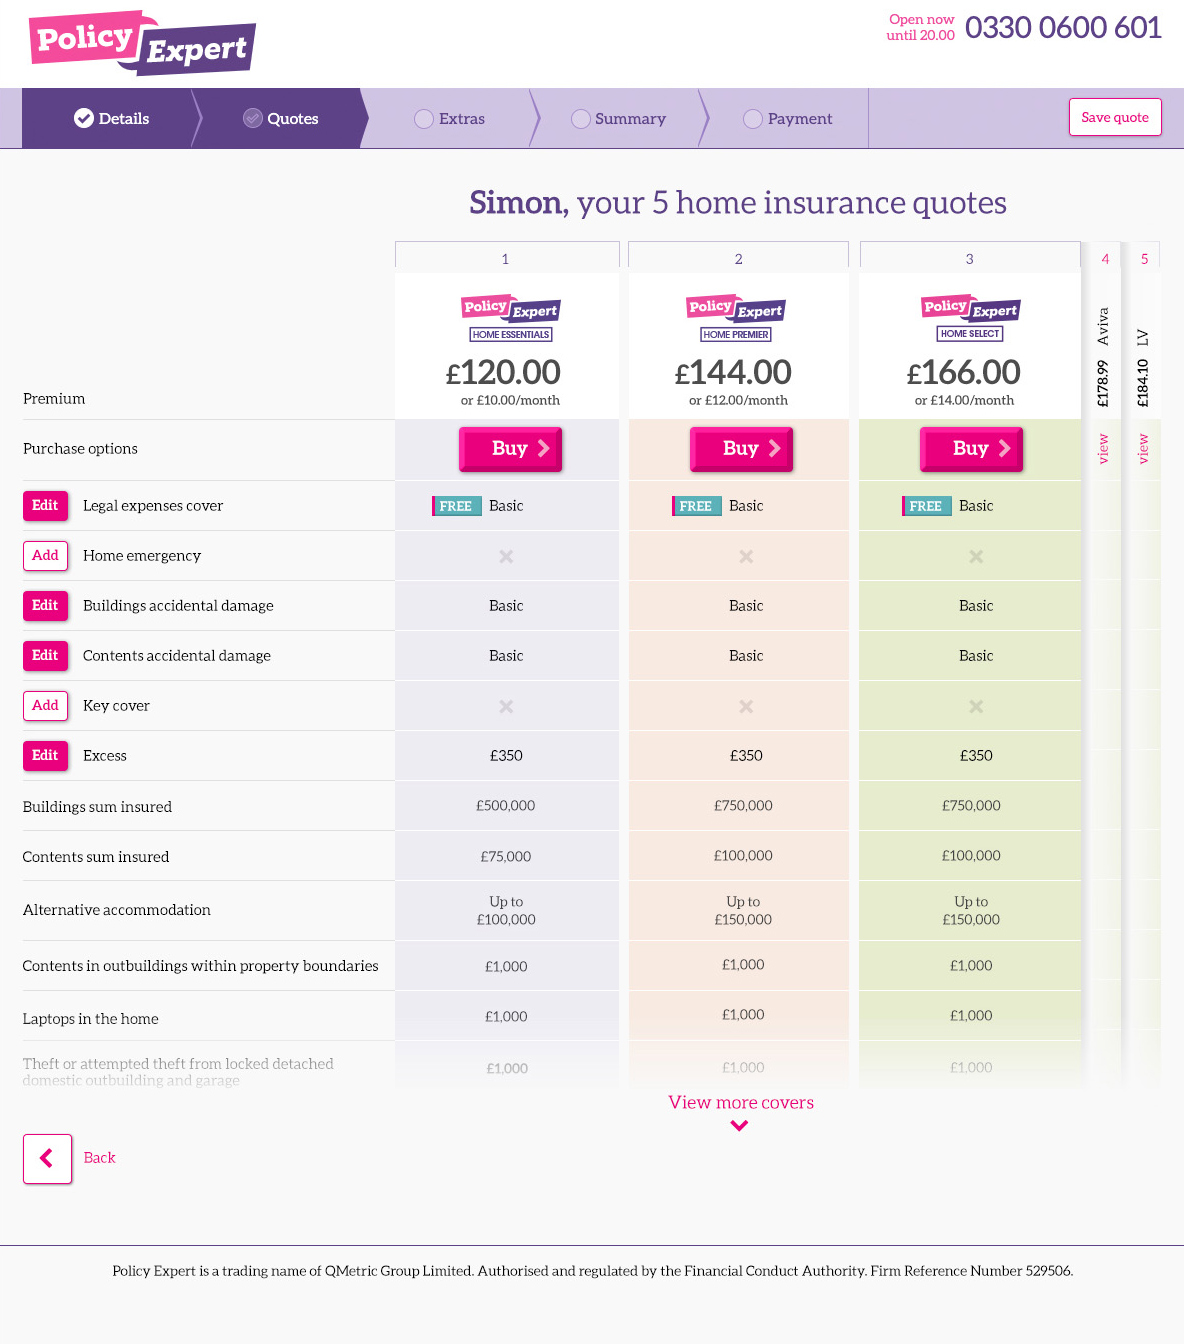 Policy Expert
Open now
until 20.00
0330 0600 601
Details
Quotes
Extras
Summary
Payment
Save quote
Simon, your 5 home insurance quotes
1 2 3 4 5
Policy Expert
HOME ESSENTIALS
£120.00
or £10.00/month
Policy Expert
HOME PREMIER
£144.00
or £12.00/month
Policy Expert
HOME SELECT
£166.00
or £14.00/month
£178.99 Aviva
£184.10 LV
Premium
Purchase options Buy Buy Buy view view
Edit Legal expenses cover FREE Basic FREE Basic FREE Basic
Add Home emergency
Edit Buildings accidental damage Basic Basic Basic
Edit Contents accidental damage Basic Basic Basic
Add Key cover
Edit Excess £350 £350 £350
Buildings sum insured £500,000 £750,000 £750,000
Contents sum insured £75,000 £100,000 £100,000
Alternative accommodation
Up to
£100,000
Up to
£150,000
Up to
£150,000
Contents in outbuildings within property boundaries £1,000 £1,000 £1,000
Laptops in the home £1,000 £1,000 £1,000
Theft or attempted theft from locked detached
domestic outbuilding and garage
£1,000 £1,000 £1,000
View more covers
Back
Policy Expert is a trading name of QMetric Group Limited. Authorised and regulated by the Financial Conduct Authority. Firm Reference Number 529506.